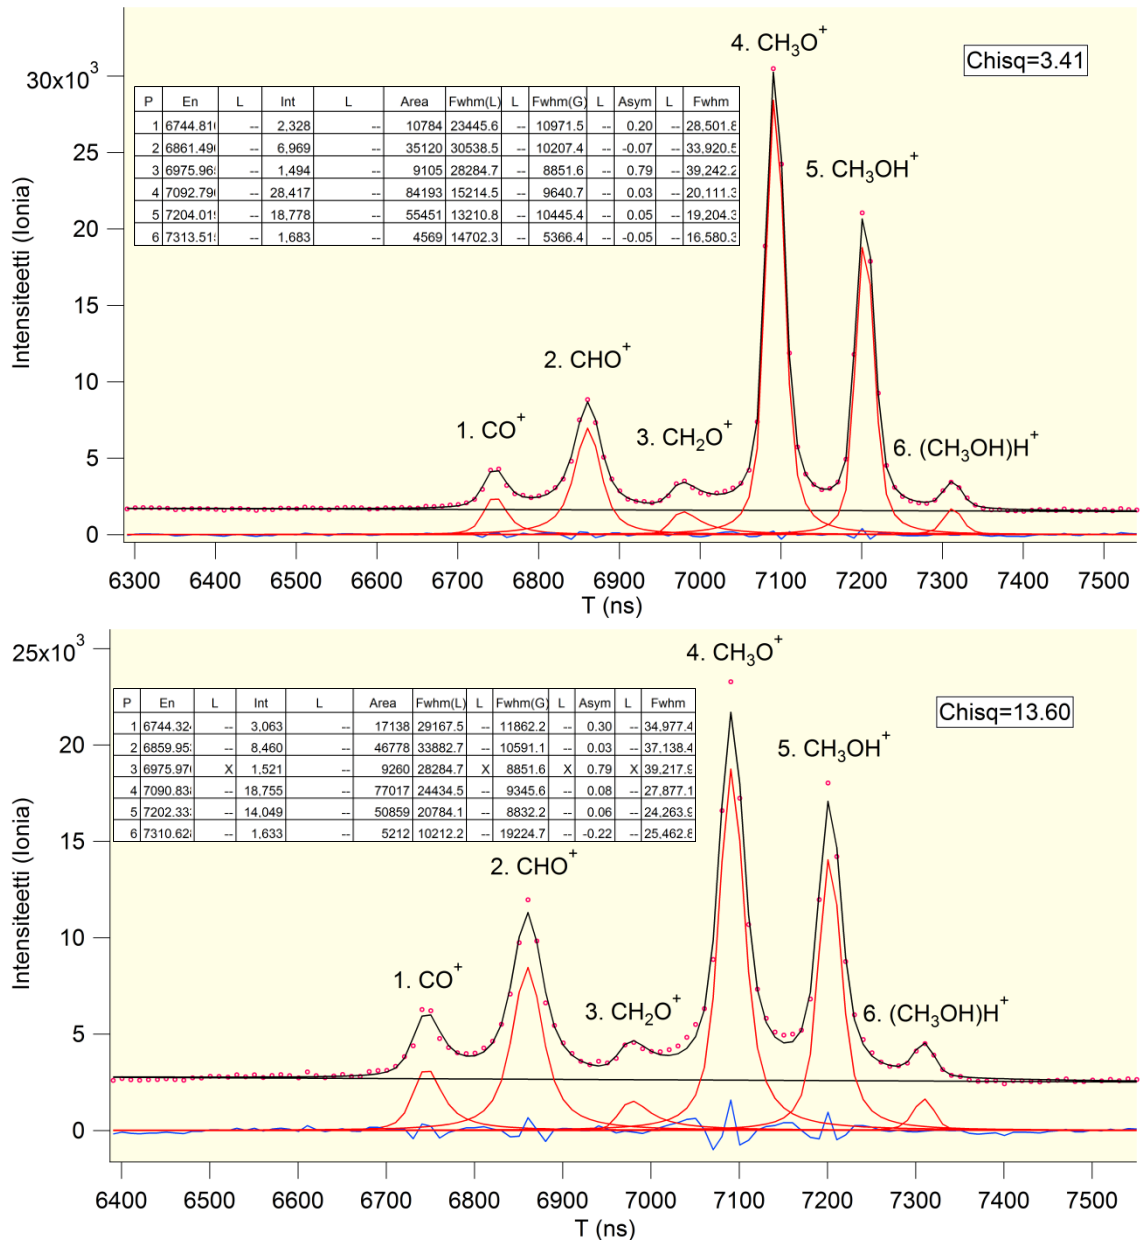 4. CH₃O⁺
Chisq=3.41
30x10³
P En L Int L Area Fwhm(L) L Fwhm(G) L Asym L Fwhm
1 6744.81 -- 2,328 -- 10784 23445.6 -- 10971.5 -- 0.20 -- 28,501.8
2 6861.49 -- 6,969 -- 35120 30538.5 -- 10207.4 -- -0.07 -- 33,920.5
3 6975.96 -- 1,494 -- 9105 28284.7 -- 8851.6 -- 0.79 -- 39,242.2
4 7092.79 -- 28,417 -- 84193 15214.5 -- 9640.7 -- 0.03 -- 20,111.3
5 7204.01 -- 18,778 -- 55451 13210.8 -- 10445.4 -- 0.05 -- 19,204.3
6 7313.51 -- 1,683 -- 4569 14702.3 -- 5366.4 -- -0.05 -- 16,580.3
25
5. CH₃OH⁺
20
15
2. CHO⁺
10
1. CO⁺
3. CH₂O⁺
6. (CH₃OH)H⁺
5
0
Intensiteetti (Ionia)
6300 6400 6500 6600 6700 6800 6900 7000 7100 7200 7300 7400 7500
T (ns)
25x10³
4. CH₃O⁺
Chisq=13.60
P En L Int L Area Fwhm(L) L Fwhm(G) L Asym L Fwhm
1 6744.32 -- 3,063 -- 17138 29167.5 -- 11862.2 -- 0.30 -- 34,977.4
2 6859.95 -- 8,460 -- 46778 33882.7 -- 10591.1 -- 0.03 -- 37,138.4
3 6975.97 X 1,521 -- 9260 28284.7 X 8851.6 X 0.79 X 39,217.9
4 7090.83 -- 18,755 -- 77017 24434.5 -- 9345.6 -- 0.08 -- 27,877.1
5 7202.33 -- 14,049 -- 50859 20784.1 -- 8832.2 -- 0.06 -- 24,263.9
6 7310.62 -- 1,633 -- 5212 10212.2 -- 19224.7 -- -0.22 -- 25,462.8
20
5. CH₃OH⁺
15
2. CHO⁺
10
1. CO⁺
3. CH₂O⁺
6. (CH₃OH)H⁺
5
0
Intensiteetti (Ionia)
6400 6500 6600 6700 6800 6900 7000 7100 7200 7300 7400 7500
T (ns)